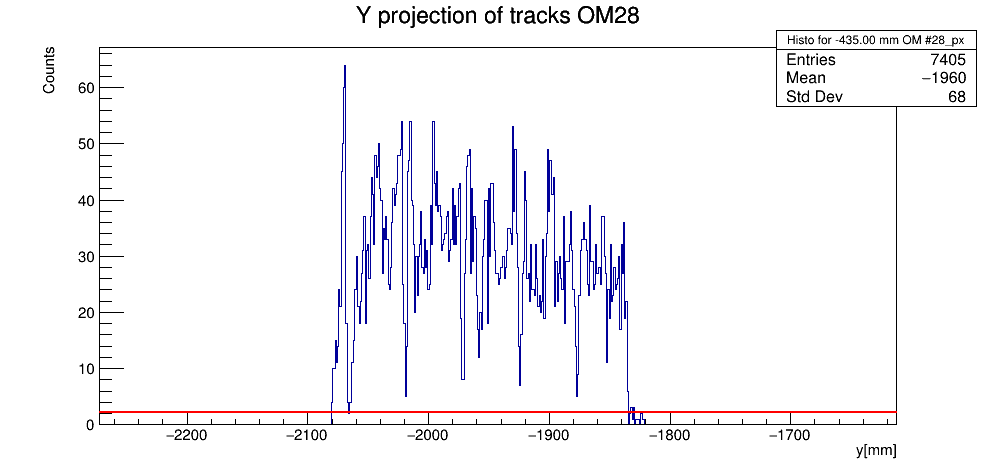 Y projection of tracks OM28
Histo for -435.00 mm OM #28_px
Entries 7405
Mean −1960
Std Dev 68
Counts
60
50
40
30
20
10
0
−2200 −2100 −2000 −1900 −1800 −1700
y[mm]